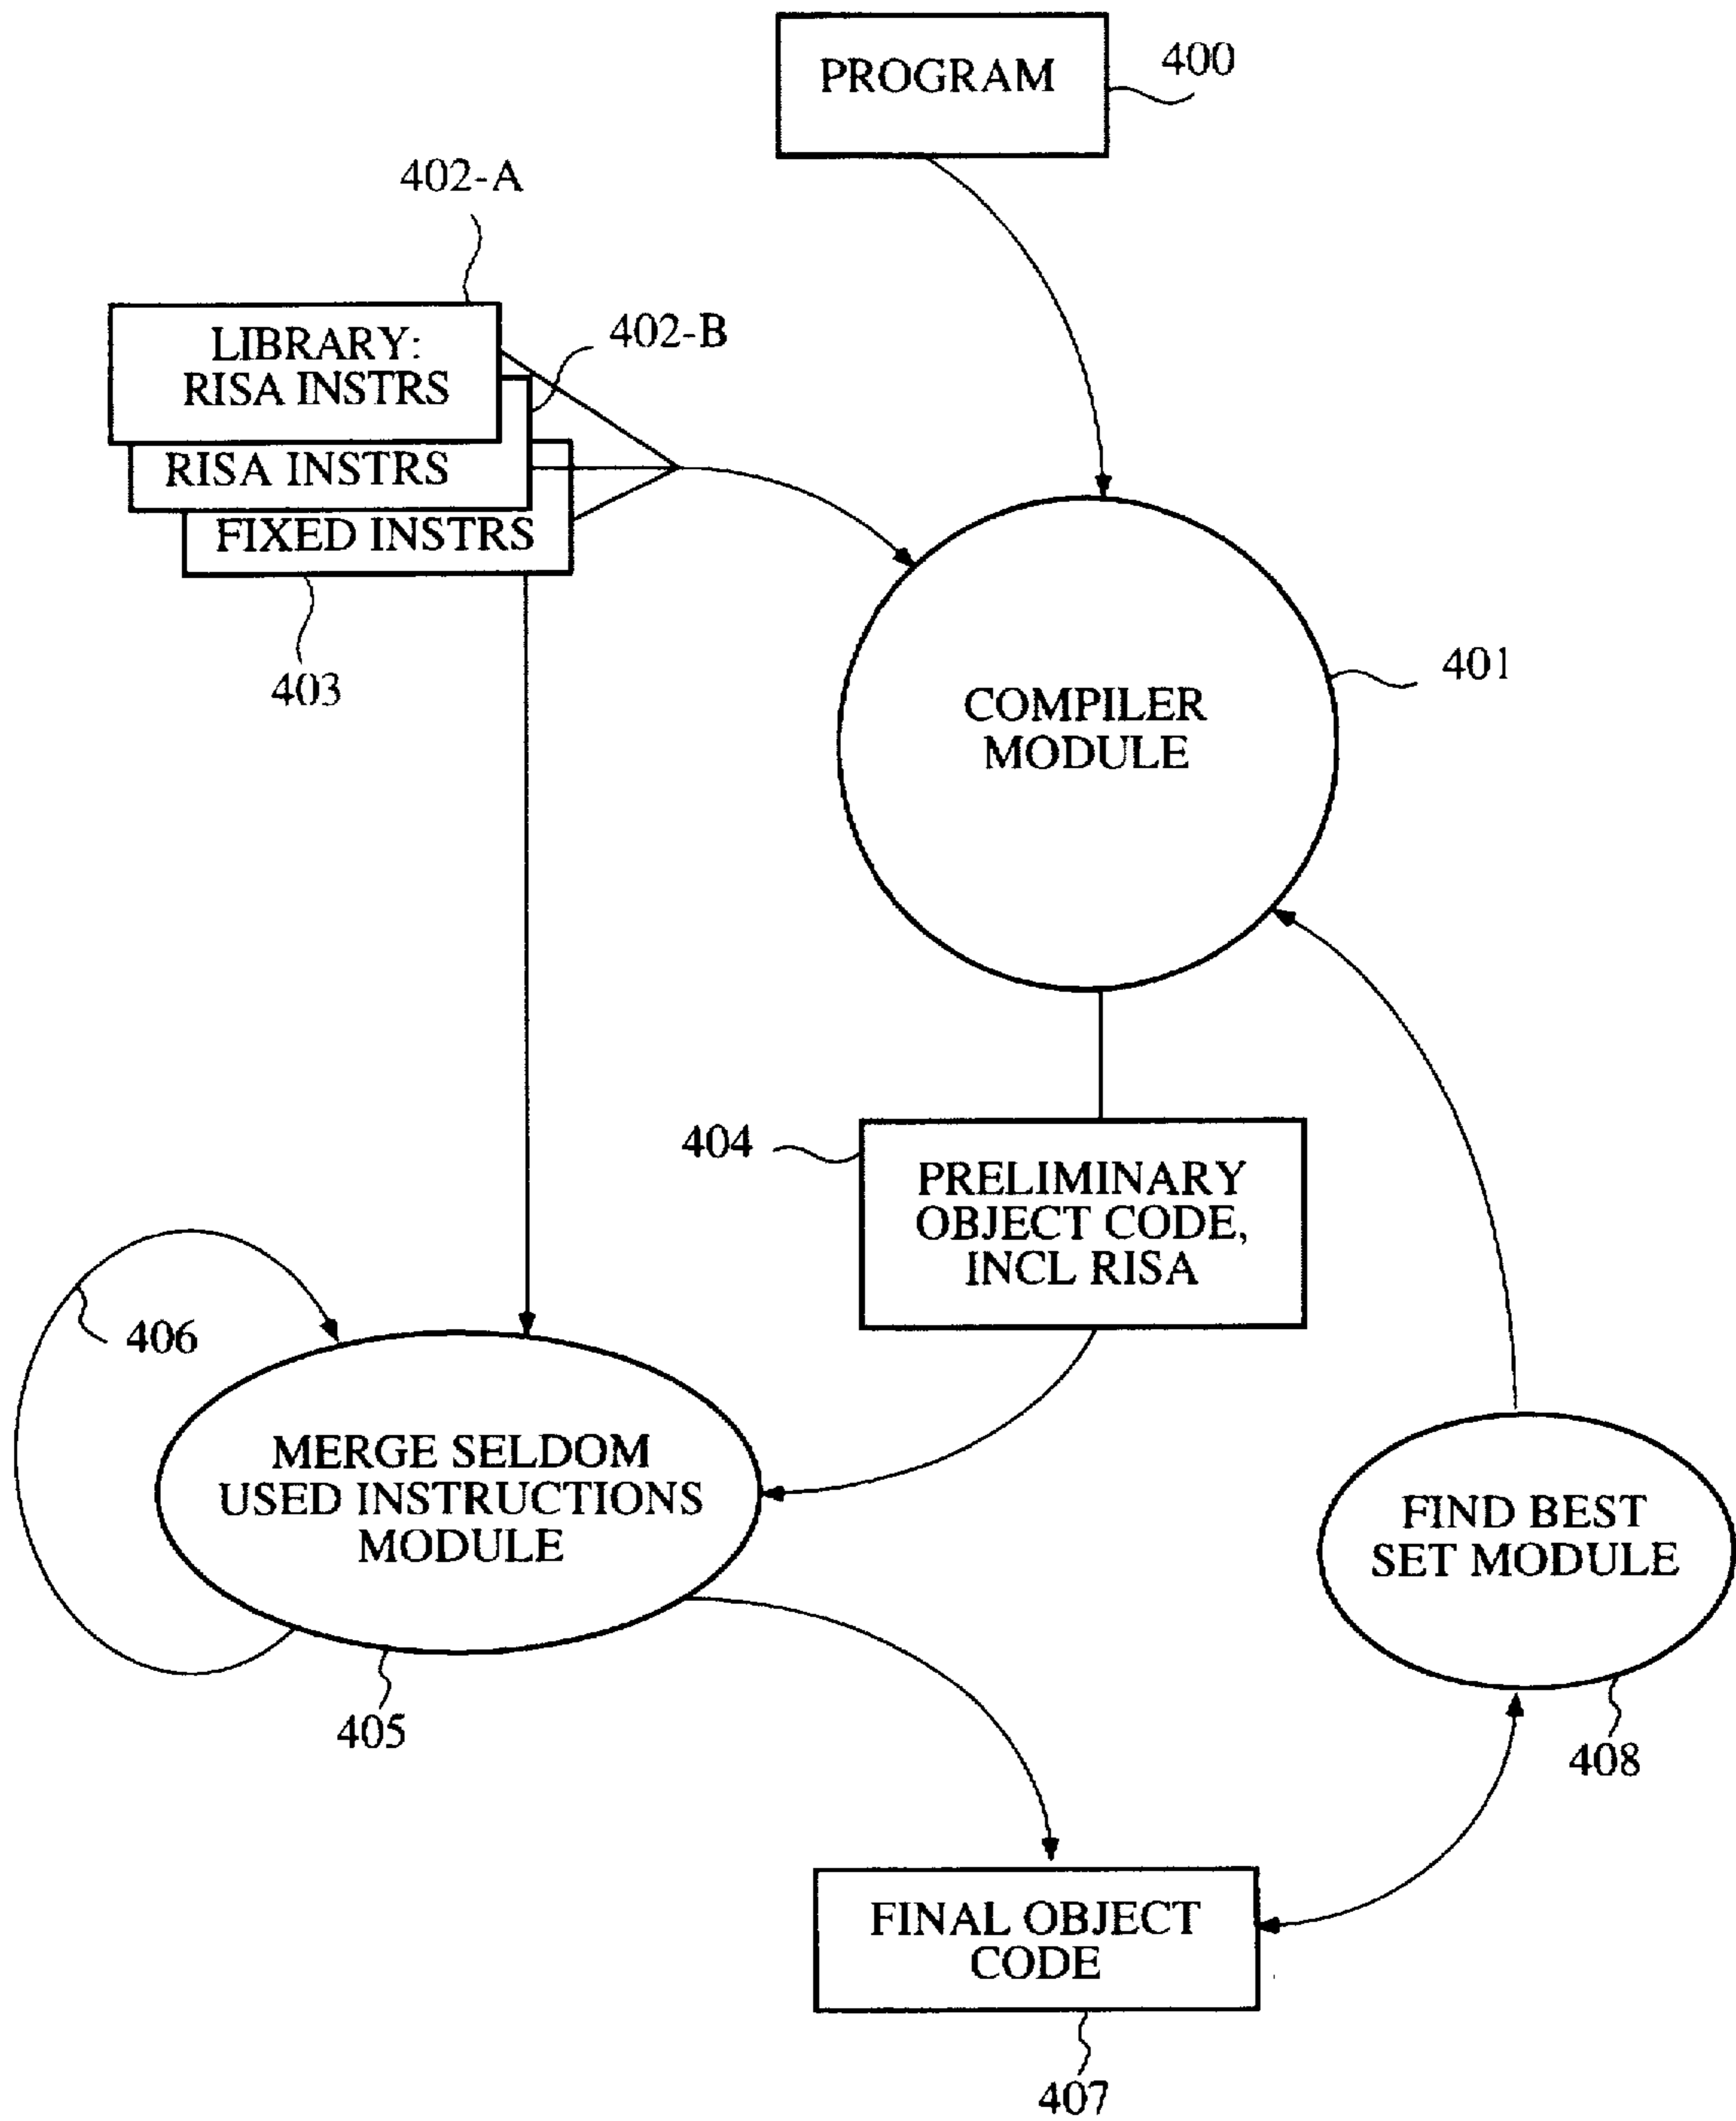 PROGRAM
400
402-A
LIBRARY:
RISA INSTRS
402-B
RISA INSTRS
FIXED INSTRS
403
COMPILER
MODULE
401
404
PRELIMINARY
OBJECT CODE,
INCL RISA
406
MERGE SELDOM
USED INSTRUCTIONS
MODULE
405
FIND BEST
SET MODULE
408
FINAL OBJECT
CODE
407